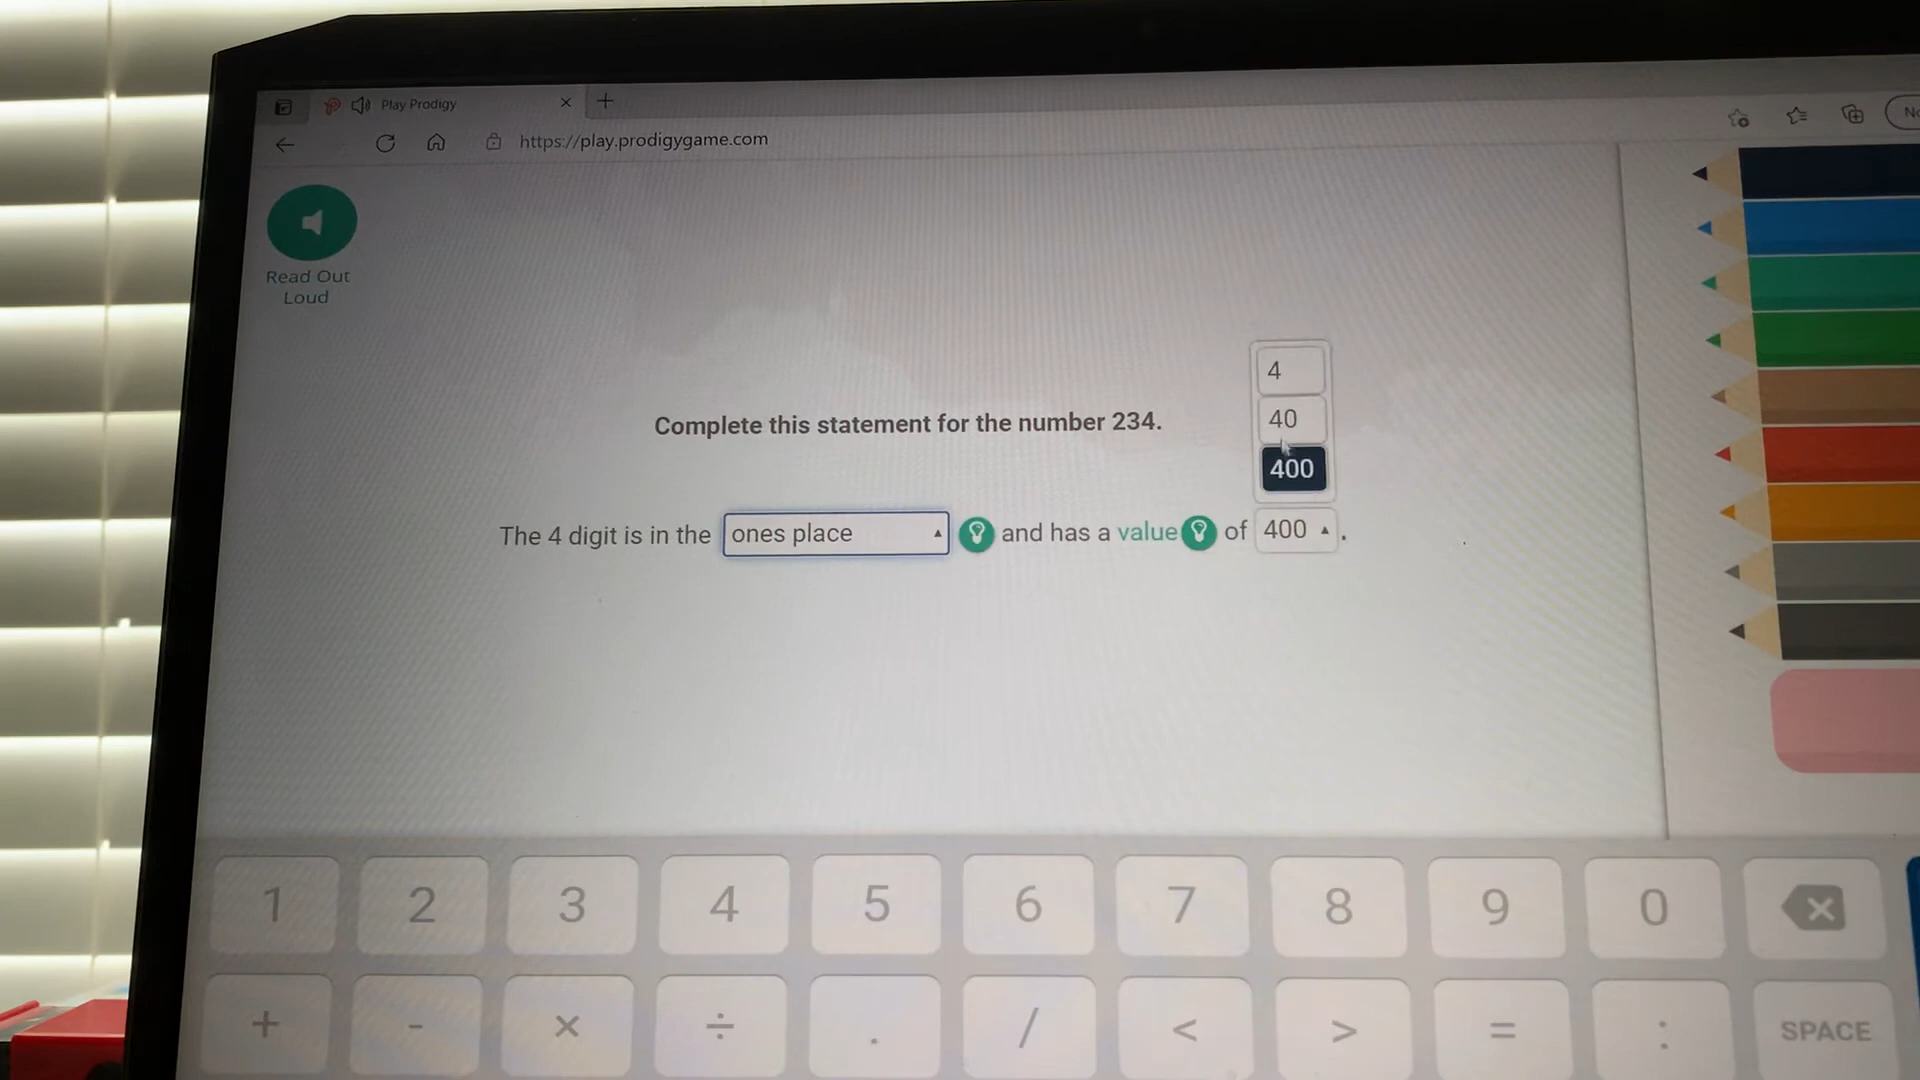 Play Prodigy
https://play.prodigygame.com
Read Out
Loud
4
40
400
Complete this statement for the number 234.
The 4 digit is in the ones place and has a value of 400 .
1 2 3 4 5 6 7 8 9 0
+ - × ÷ . / < > = : SPACE